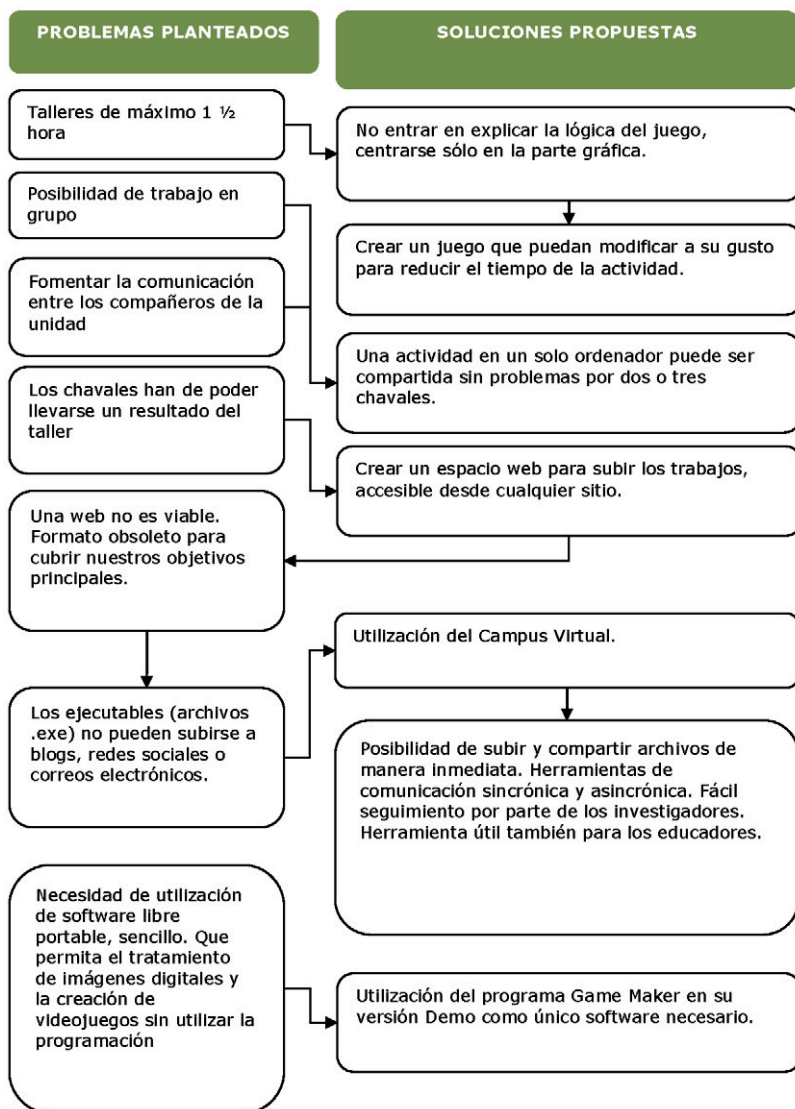 PROBLEMAS PLANTEADOS
SOLUCIONES PROPUESTAS
Talleres de máximo 1 ½
hora
No entrar en explicar la lógica del juego,
centrarse sólo en la parte gráfica.
Posibilidad de trabajo en
grupo
Crear un juego que puedan modificar a su gusto
para reducir el tiempo de la actividad.
Fomentar la comunicación
entre los compañeros de la
unidad
Una actividad en un solo ordenador puede ser
compartida sin problemas por dos o tres
chavales.
Los chavales han de poder
llevarse un resultado del
taller
Crear un espacio web para subir los trabajos,
accesible desde cualquier sitio.
Una web no es viable.
Formato obsoleto para
cubrir nuestros objetivos
principales.
Utilización del Campus Virtual.
Los ejecutables (archivos
.exe) no pueden subirse a
blogs, redes sociales o
correos electrónicos.
Posibilidad de subir y compartir archivos de
manera inmediata. Herramientas de
comunicación sincrónica y asincrónica. Fácil
seguimiento por parte de los investigadores.
Herramienta útil también para los educadores.
Necesidad de utilización
de software libre
portable, sencillo. Que
permita el tratamiento
de imágenes digitales y
la creación de
videojuegos sin utilizar la
programación
Utilización del programa Game Maker en su
versión Demo como único software necesario.